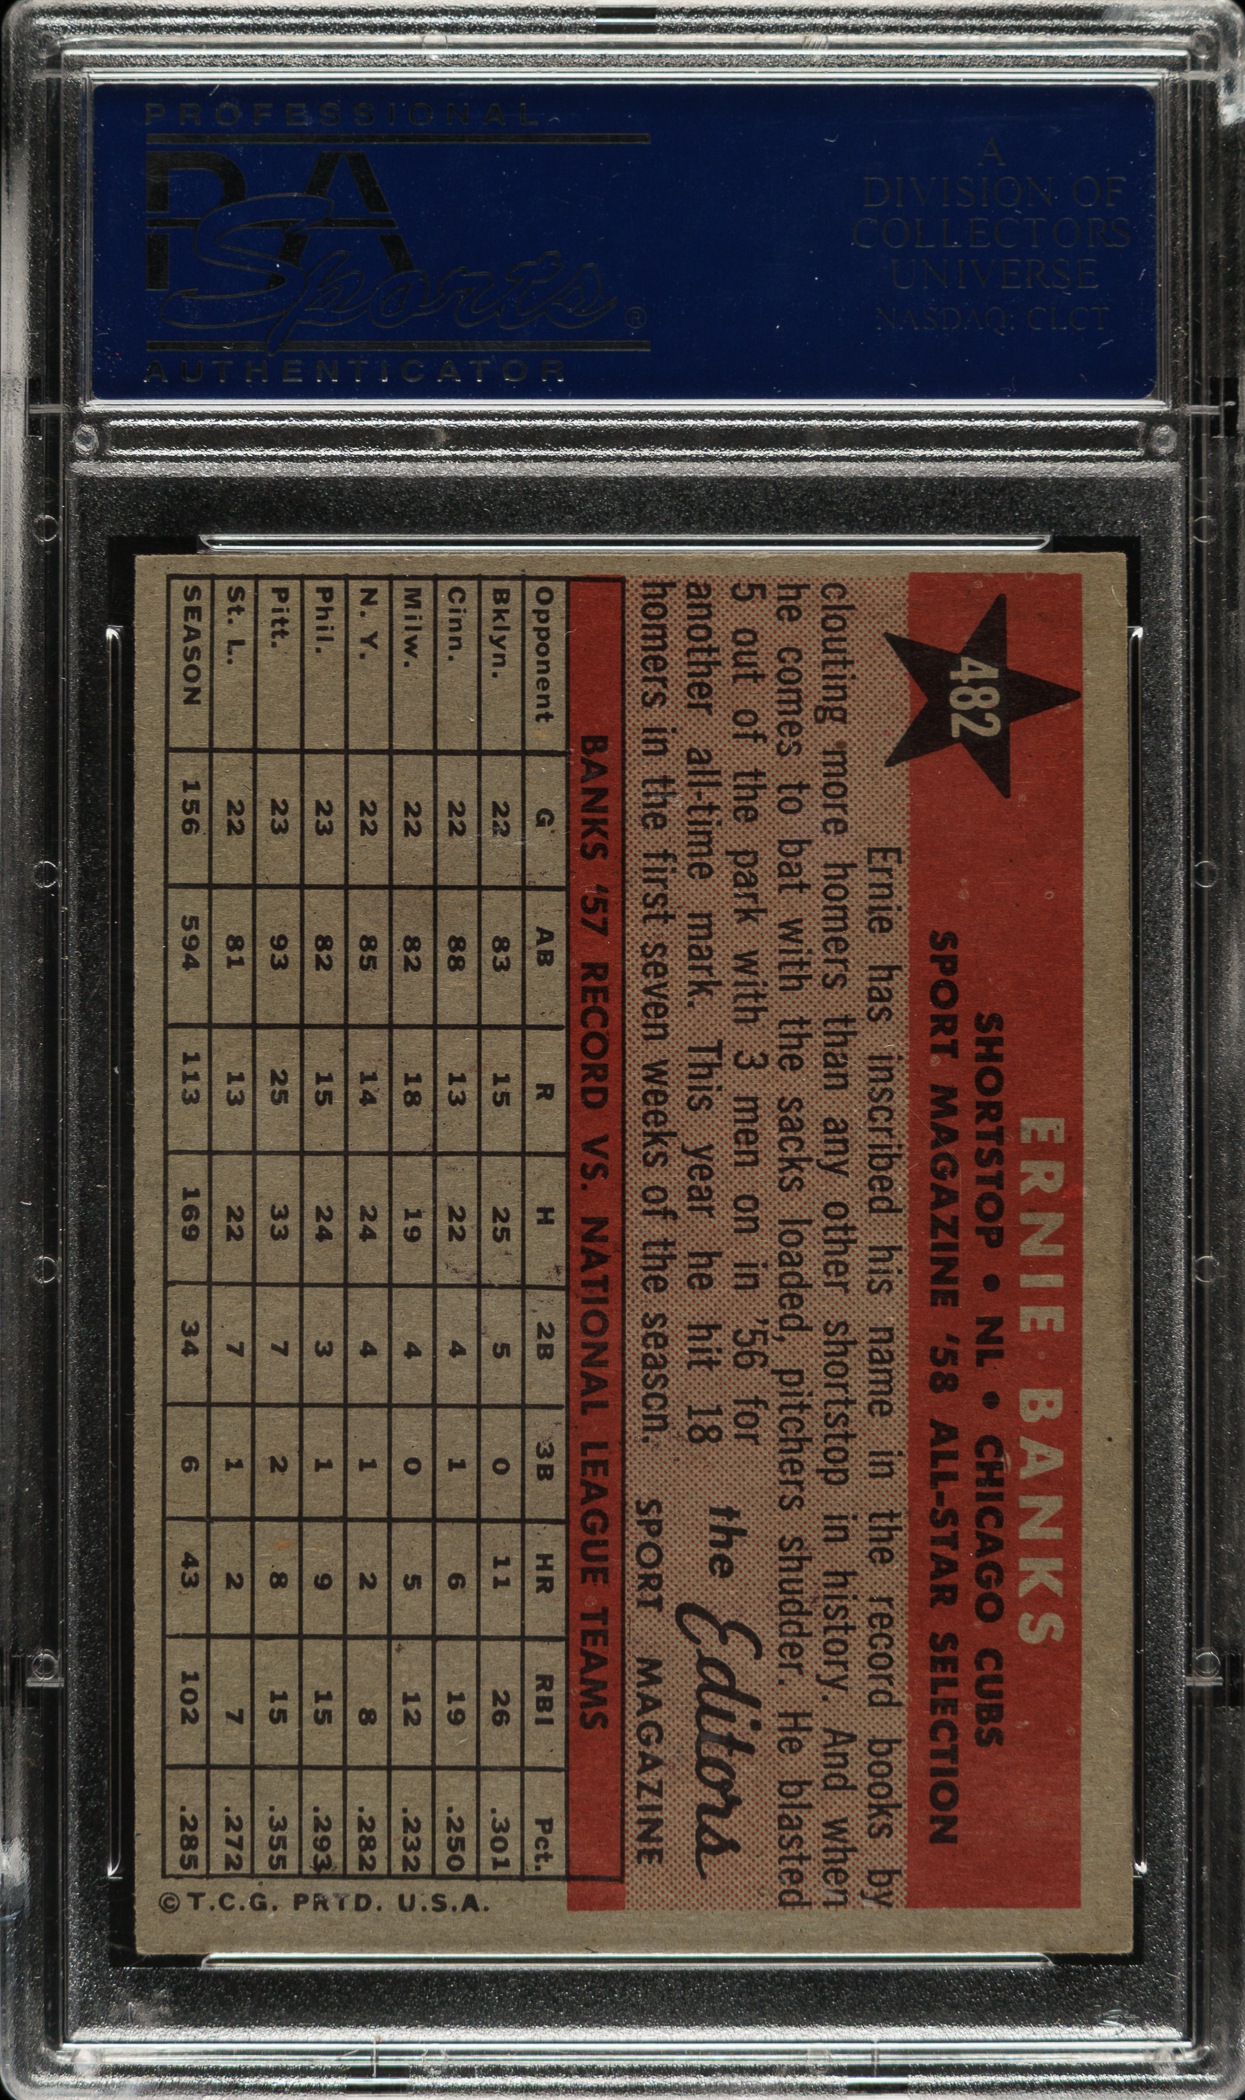 PROFESSIONAL
PSA
Sports ®
AUTHENTICATOR
A
DIVISION OF
COLLECTORS
UNIVERSE
NASDAQ: CLCT
482
ERNIE BANKS
SHORTSTOP • NL • CHICAGO CUBS
SPORT MAGAZINE '58 ALL-STAR SELECTION
Ernie has inscribed his name in the record books by
clouting more homers than any other shortstop in history. And when
he comes to bat with the sacks loaded, pitchers shudder. He blasted
5 out of the park with 3 men on in '56 for
another all-time mark. This year he hit 18
homers in the first seven weeks of the season.
the Editors
SPORT MAGAZINE
BANKS '57 RECORD VS. NATIONAL LEAGUE TEAMS
Opponent G AB R H 2B 3B HR RBI Pct.
Bklyn. 22 83 15 25 5 0 11 26 .301
Cinn. 22 88 13 22 4 1 6 19 .250
Milw. 22 82 18 19 4 0 5 12 .232
N. Y. 22 85 14 24 4 1 2 8 .282
Phil. 23 82 15 24 3 1 9 15 .293
Pitt. 23 93 25 33 7 2 8 15 .355
St. L. 22 81 13 22 7 1 2 7 .272
SEASON 156 594 113 169 34 6 43 102 .285
© T.C.G. PRTD. U.S.A.